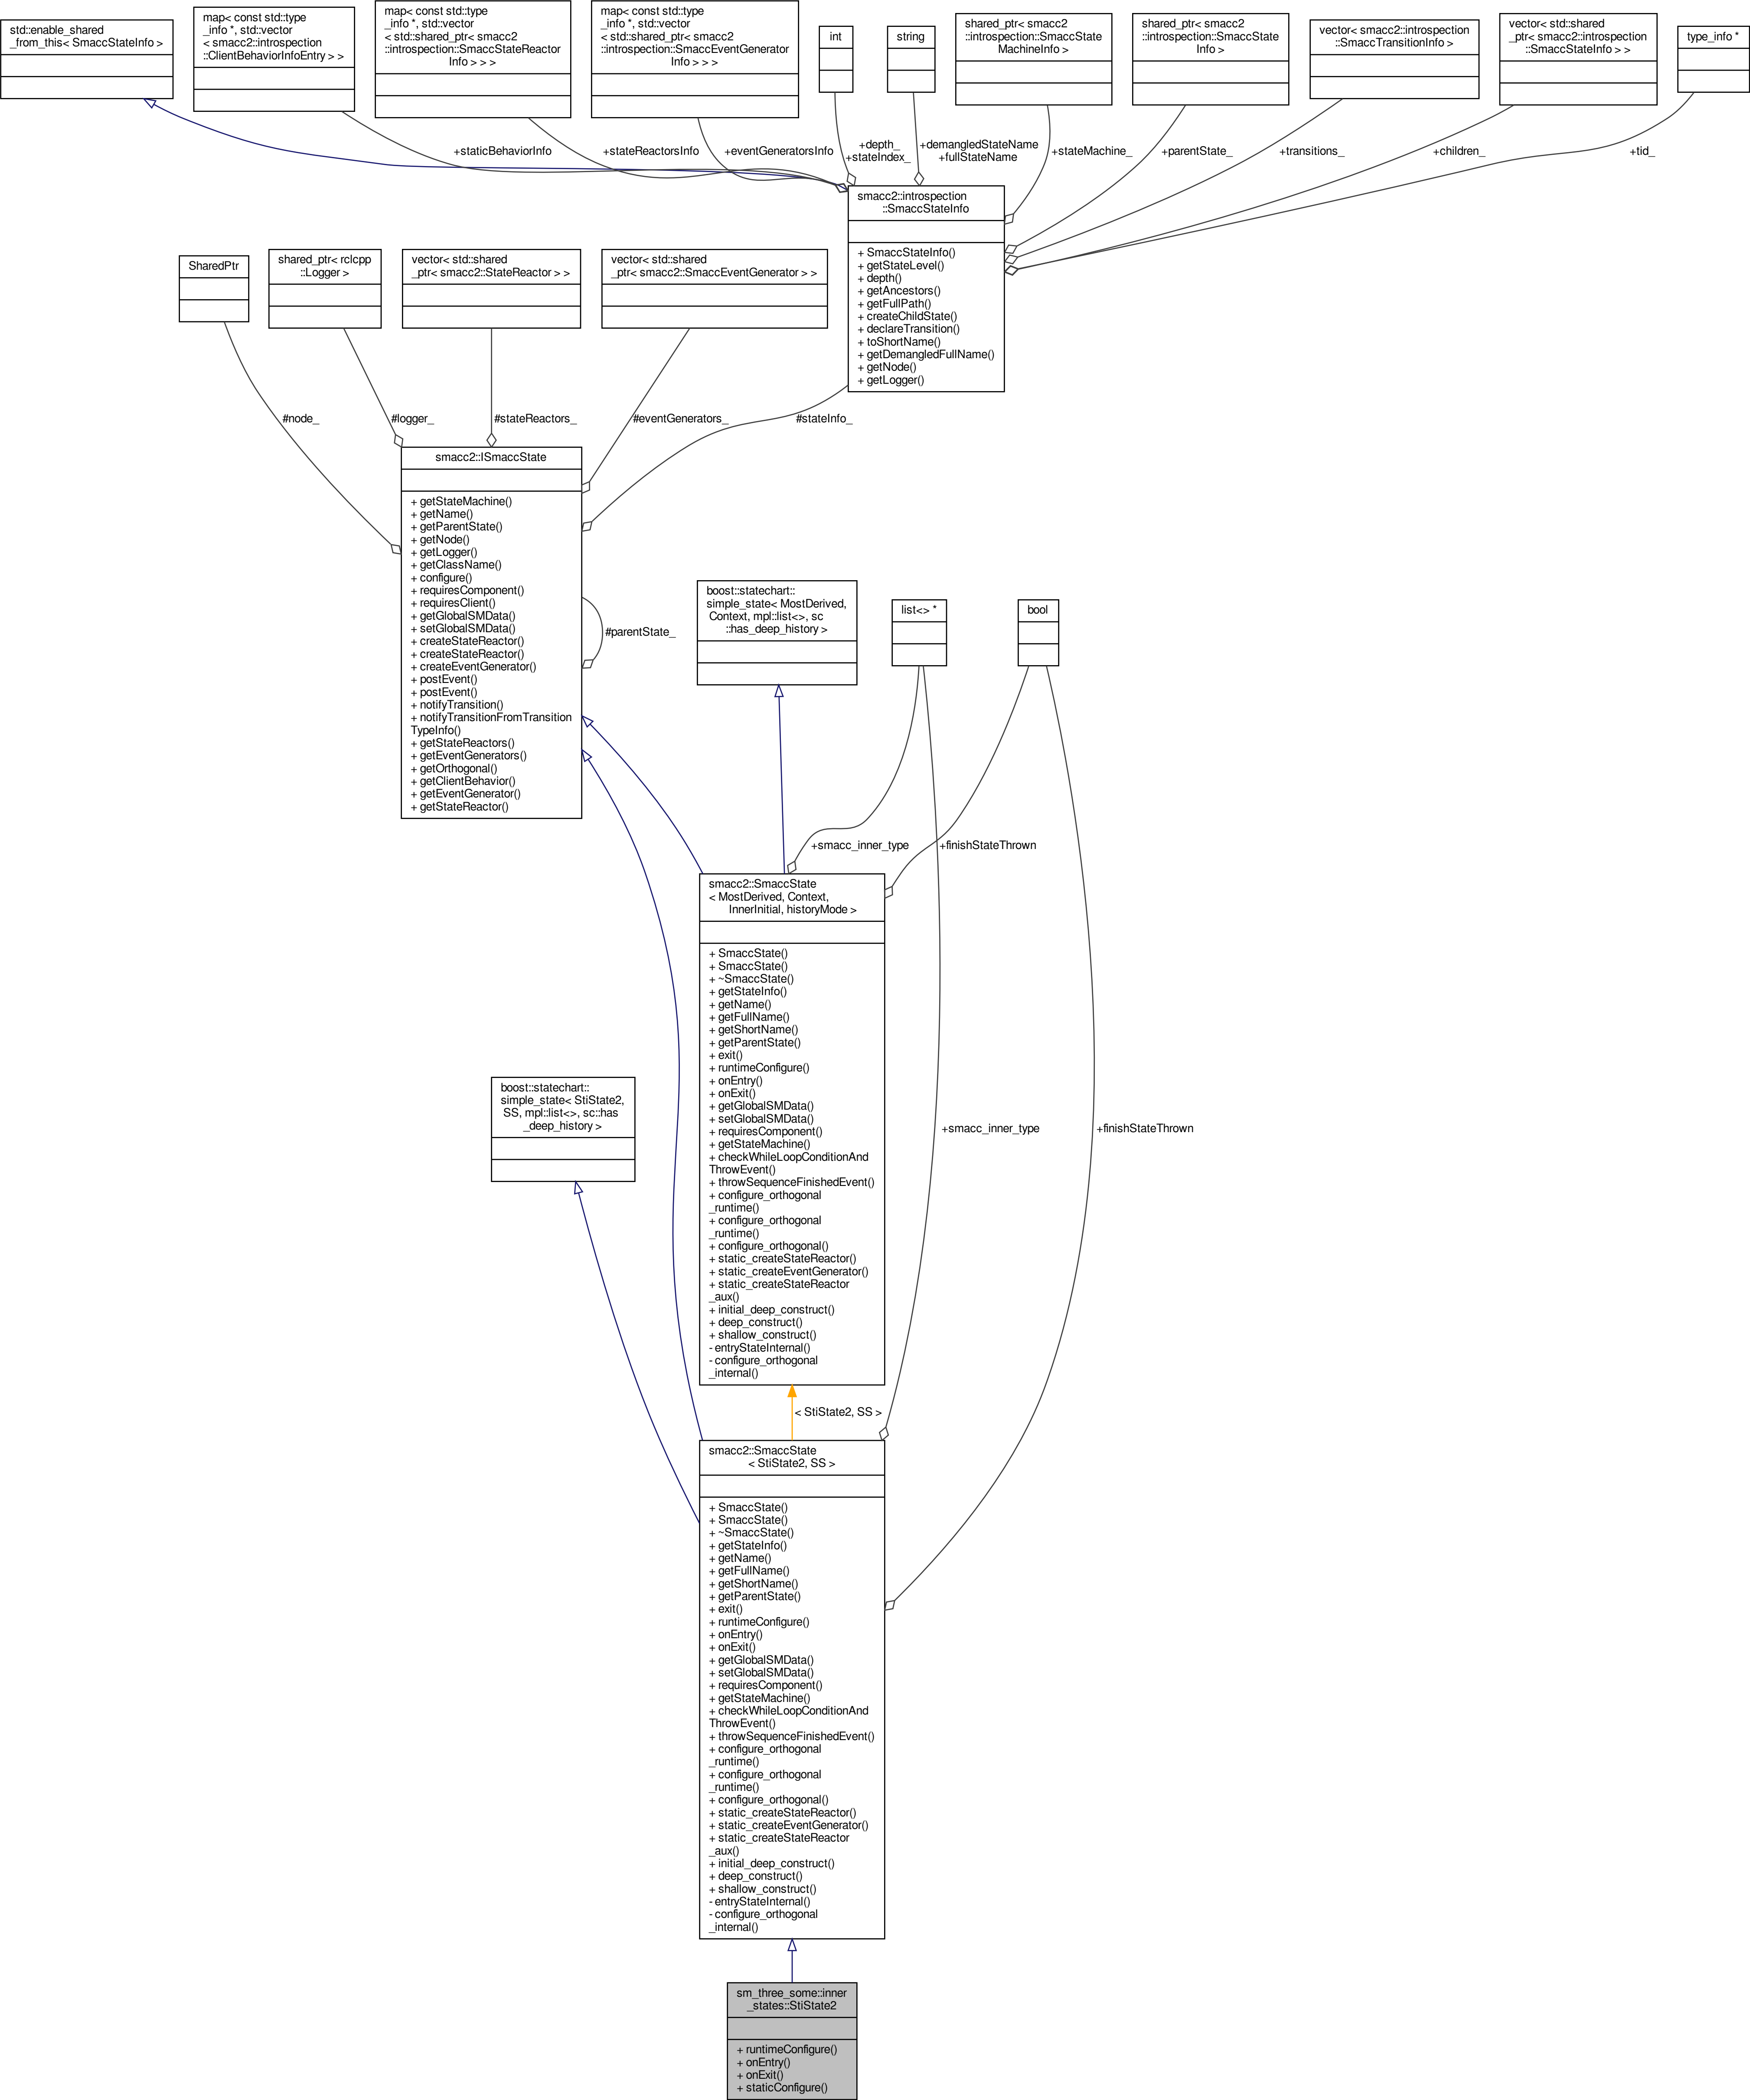 std::enable_shared
_from_this< SmaccStateInfo >
map< const std::type
_info *, std::vector
< smacc2::introspection
::ClientBehaviorInfoEntry > >
map< const std::type
_info *, std::vector
< std::shared_ptr< smacc2
::introspection::SmaccStateReactor
Info > > >
map< const std::type
_info *, std::vector
< std::shared_ptr< smacc2
::introspection::SmaccEventGenerator
Info > > >
int
string
shared_ptr< smacc2
::introspection::SmaccState
MachineInfo >
shared_ptr< smacc2
::introspection::SmaccState
Info >
vector< smacc2::introspection
::SmaccTransitionInfo >
vector< std::shared
_ptr< smacc2::introspection
::SmaccStateInfo > >
type_info *
+staticBehaviorInfo
+stateReactorsInfo
+eventGeneratorsInfo
+depth_
+stateIndex_
+demangledStateName
+fullStateName
+stateMachine_
+parentState_
+transitions_
+children_
+tid_
smacc2::introspection
::SmaccStateInfo
+ SmaccStateInfo()
+ getStateLevel()
+ depth()
+ getAncestors()
+ getFullPath()
+ createChildState()
+ declareTransition()
+ toShortName()
+ getDemangledFullName()
+ getNode()
+ getLogger()
SharedPtr
shared_ptr< rclcpp
::Logger >
vector< std::shared
_ptr< smacc2::StateReactor > >
vector< std::shared
_ptr< smacc2::SmaccEventGenerator > >
#node_
#logger_
#stateReactors_
#eventGenerators_
#stateInfo_
smacc2::ISmaccState
+ getStateMachine()
+ getName()
+ getParentState()
+ getNode()
+ getLogger()
+ getClassName()
+ configure()
+ requiresComponent()
+ requiresClient()
+ getGlobalSMData()
+ setGlobalSMData()
+ createStateReactor()
+ createStateReactor()
+ createEventGenerator()
+ postEvent()
+ postEvent()
+ notifyTransition()
+ notifyTransitionFromTransition
TypeInfo()
+ getStateReactors()
+ getEventGenerators()
+ getOrthogonal()
+ getClientBehavior()
+ getEventGenerator()
+ getStateReactor()
#parentState_
boost::statechart::
simple_state< MostDerived,
Context, mpl::list<>, sc
::has_deep_history >
list<> *
bool
+smacc_inner_type
+finishStateThrown
smacc2::SmaccState
< MostDerived, Context,
InnerInitial, historyMode >
+ SmaccState()
+ SmaccState()
+ ~SmaccState()
+ getStateInfo()
+ getName()
+ getFullName()
+ getShortName()
+ getParentState()
+ exit()
+ runtimeConfigure()
+ onEntry()
+ onExit()
+ getGlobalSMData()
+ setGlobalSMData()
+ requiresComponent()
+ getStateMachine()
+ checkWhileLoopConditionAnd
ThrowEvent()
+ throwSequenceFinishedEvent()
+ configure_orthogonal
_runtime()
+ configure_orthogonal
_runtime()
+ configure_orthogonal()
+ static_createStateReactor()
+ static_createEventGenerator()
+ static_createStateReactor
_aux()
+ initial_deep_construct()
+ deep_construct()
+ shallow_construct()
- entryStateInternal()
- configure_orthogonal
_internal()
boost::statechart::
simple_state< StiState2,
SS, mpl::list<>, sc::has
_deep_history >
+smacc_inner_type
+finishStateThrown
< StiState2, SS >
smacc2::SmaccState
< StiState2, SS >
+ SmaccState()
+ SmaccState()
+ ~SmaccState()
+ getStateInfo()
+ getName()
+ getFullName()
+ getShortName()
+ getParentState()
+ exit()
+ runtimeConfigure()
+ onEntry()
+ onExit()
+ getGlobalSMData()
+ setGlobalSMData()
+ requiresComponent()
+ getStateMachine()
+ checkWhileLoopConditionAnd
ThrowEvent()
+ throwSequenceFinishedEvent()
+ configure_orthogonal
_runtime()
+ configure_orthogonal
_runtime()
+ configure_orthogonal()
+ static_createStateReactor()
+ static_createEventGenerator()
+ static_createStateReactor
_aux()
+ initial_deep_construct()
+ deep_construct()
+ shallow_construct()
- entryStateInternal()
- configure_orthogonal
_internal()
sm_three_some::inner
_states::StiState2
+ runtimeConfigure()
+ onEntry()
+ onExit()
+ staticConfigure()